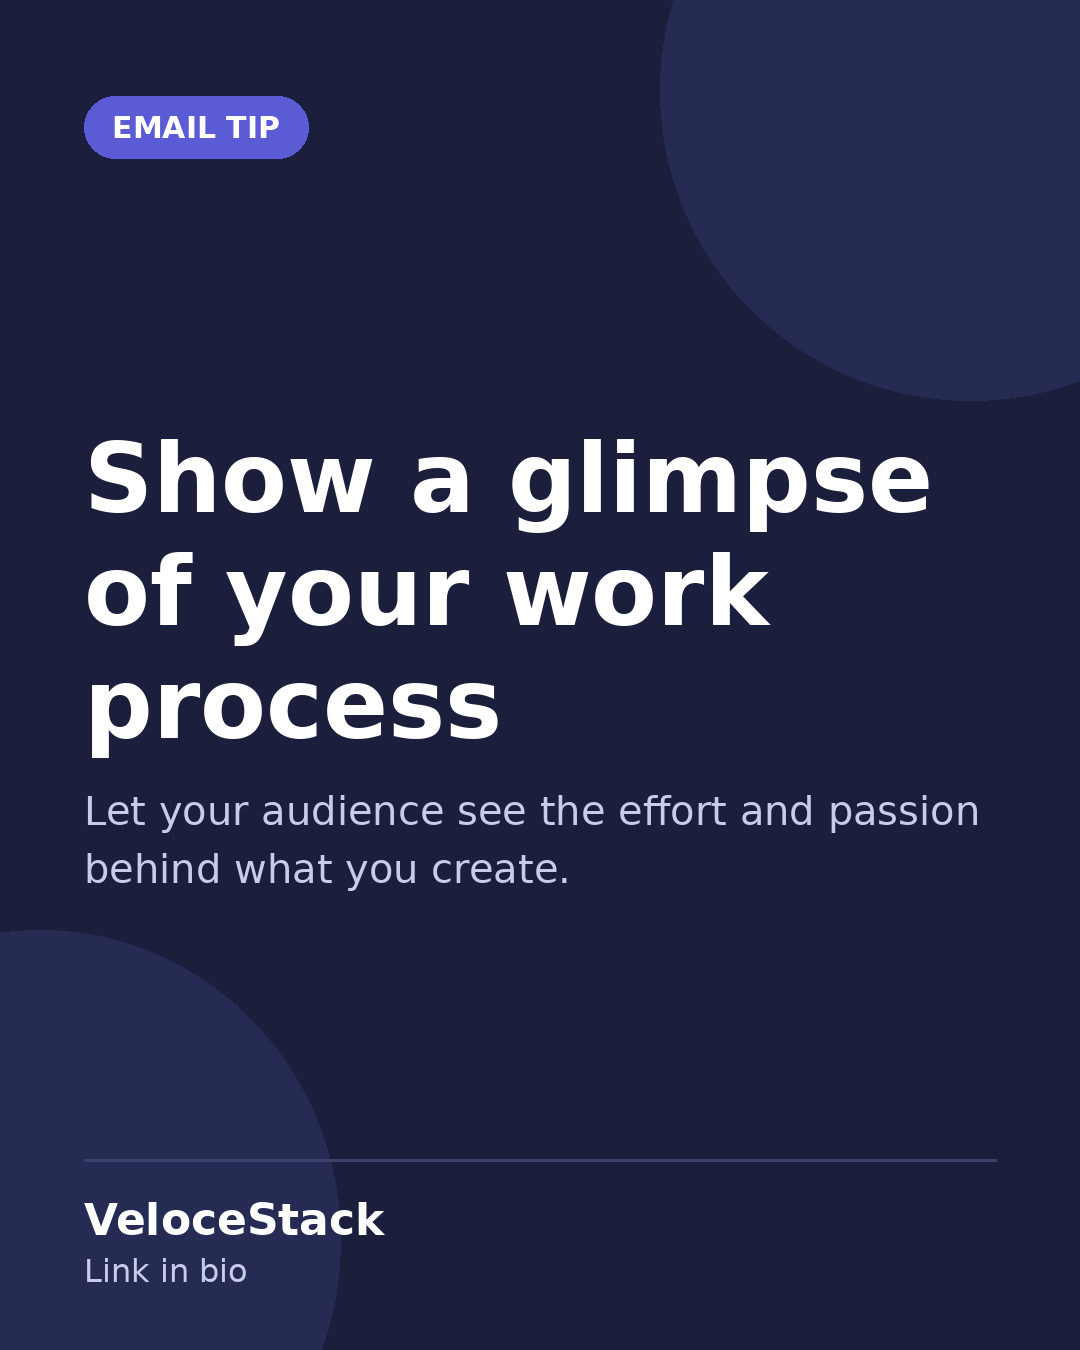 EMAIL TIP
Show a glimpse
of your work
process
Let your audience see the effort and passion
behind what you create.
VeloceStack
Link in bio